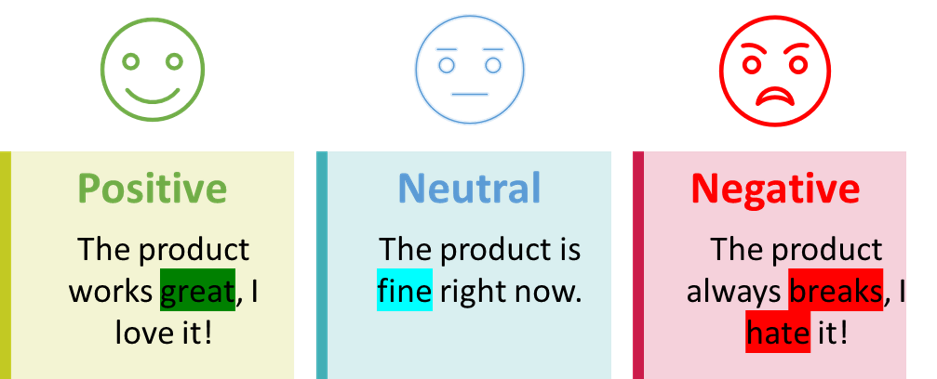 Positive
The product
works great, I
love it!
Neutral
The product is
fine right now.
Negative
The product
always breaks, I
hate it!